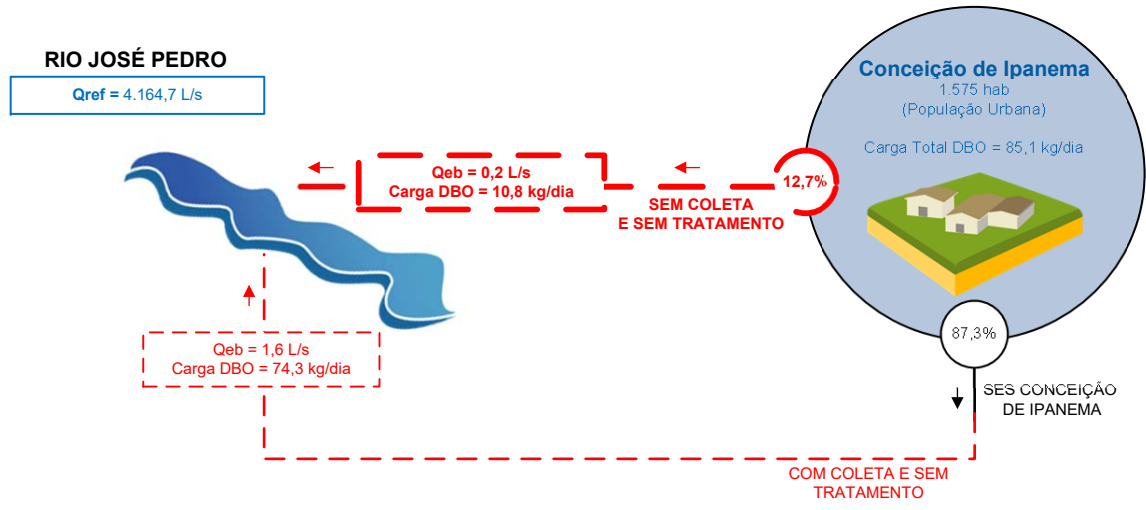 RIO JOSÉ PEDRO
Qref = 4.164,7 L/s
Conceição de Ipanema
1.575 hab
(População Urbana)
Carga Total DBO = 85,1 kg/dia
Qeb = 0,2 L/s
Carga DBO = 10,8 kg/dia
12,7%
SEM COLETA
E SEM TRATAMENTO
Qeb = 1,6 L/s
Carga DBO = 74,3 kg/dia
87,3%
SES CONCEIÇÃO
DE IPANEMA
COM COLETA E SEM
TRATAMENTO